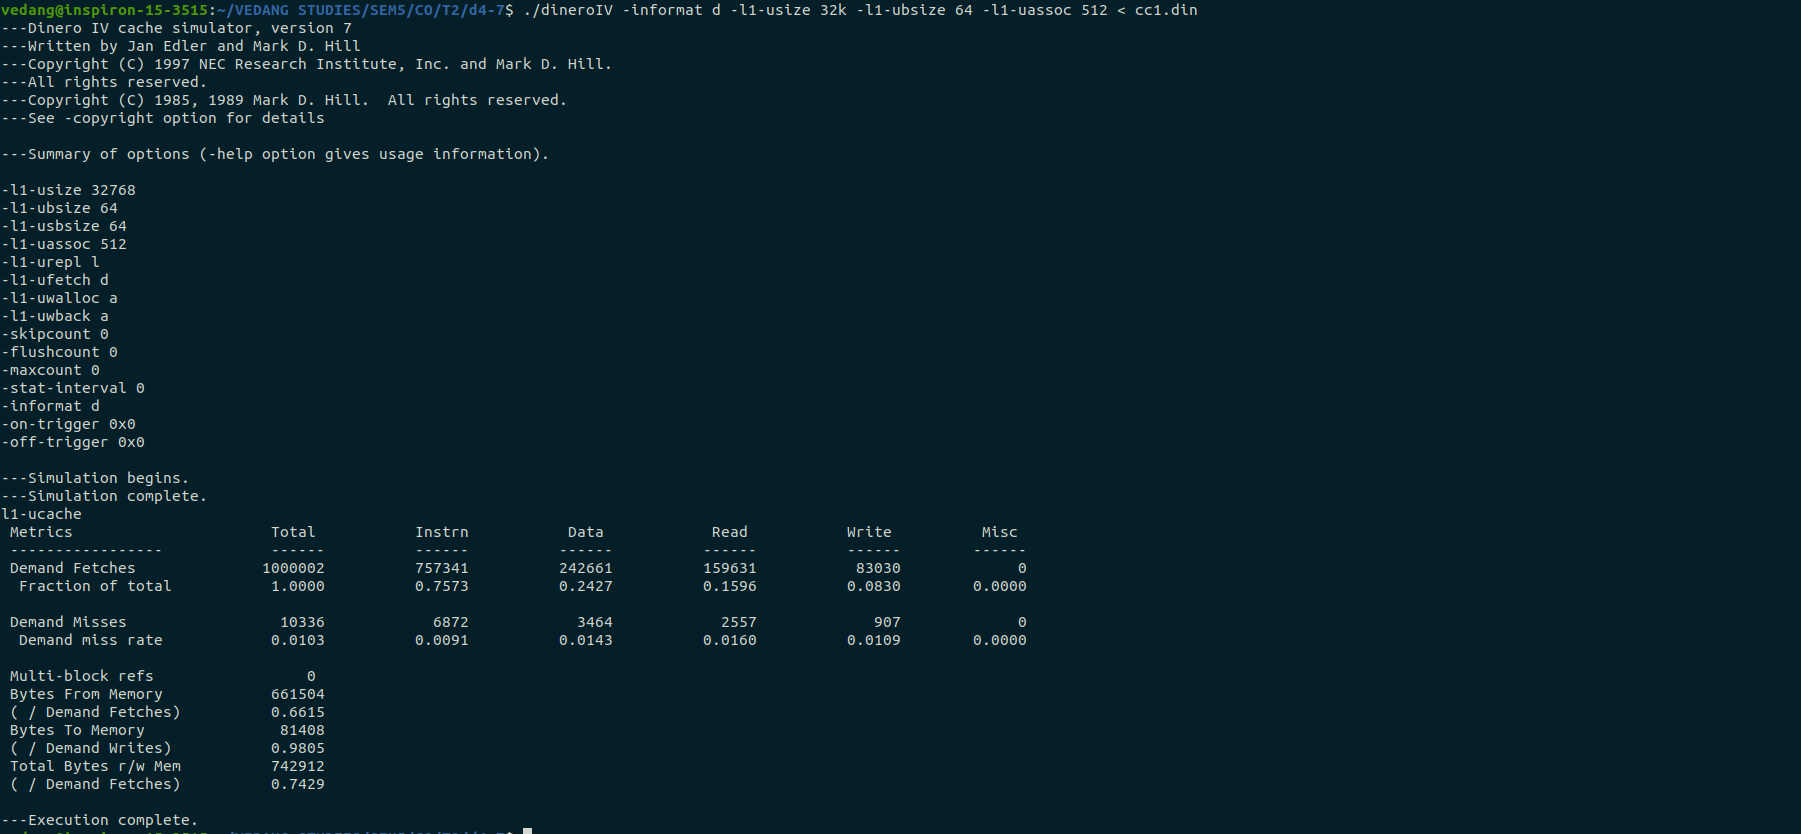 vedang@inspiron-15-3515:~/VEDANG STUDIES/SEM5/CO/T2/d4-7$ ./dineroIV -informat d -l1-usize 32k -l1-ubsize 64 -l1-uassoc 512 < cc1.din
---Dinero IV cache simulator, version 7
---Written by Jan Edler and Mark D. Hill
---Copyright (C) 1997 NEC Research Institute, Inc. and Mark D. Hill.
---All rights reserved.
---Copyright (C) 1985, 1989 Mark D. Hill.  All rights reserved.
---See -copyright option for details
---Summary of options (-help option gives usage information).
-l1-usize 32768
-l1-ubsize 64
-l1-usbsize 64
-l1-uassoc 512
-l1-urepl l
-l1-ufetch d
-l1-uwalloc a
-l1-uwback a
-skipcount 0
-flushcount 0
-maxcount 0
-stat-interval 0
-informat d
-on-trigger 0x0
-off-trigger 0x0
---Simulation begins.
---Simulation complete.
l1-ucache
Metrics Total Instrn Data Read Write Misc
----------------- ------ ------ ------ ------ ------ ------
Demand Fetches 1000002 757341 242661 159631 83030 0
Fraction of total 1.0000 0.7573 0.2427 0.1596 0.0830 0.0000
Demand Misses 10336 6872 3464 2557 907 0
Demand miss rate 0.0103 0.0091 0.0143 0.0160 0.0109 0.0000
Multi-block refs 0
Bytes From Memory 661504
( / Demand Fetches) 0.6615
Bytes To Memory 81408
( / Demand Writes) 0.9805
Total Bytes r/w Mem 742912
( / Demand Fetches) 0.7429
---Execution complete.